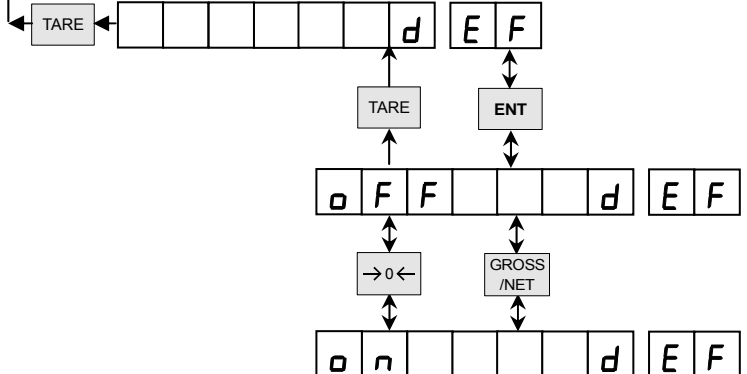 TARE d EF
TARE ENT
oFF d EF
→0← GROSS
/NET
on d EF